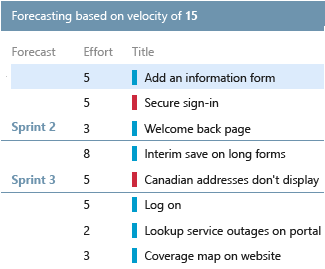 Forecasting based on velocity of 15
Forecast Effort Title
5 Add an information form
5 Secure sign-in
Sprint 2 3 Welcome back page
8 Interim save on long forms
Sprint 3 5 Canadian addresses don't display
5 Log on
2 Lookup service outages on portal
3 Coverage map on website